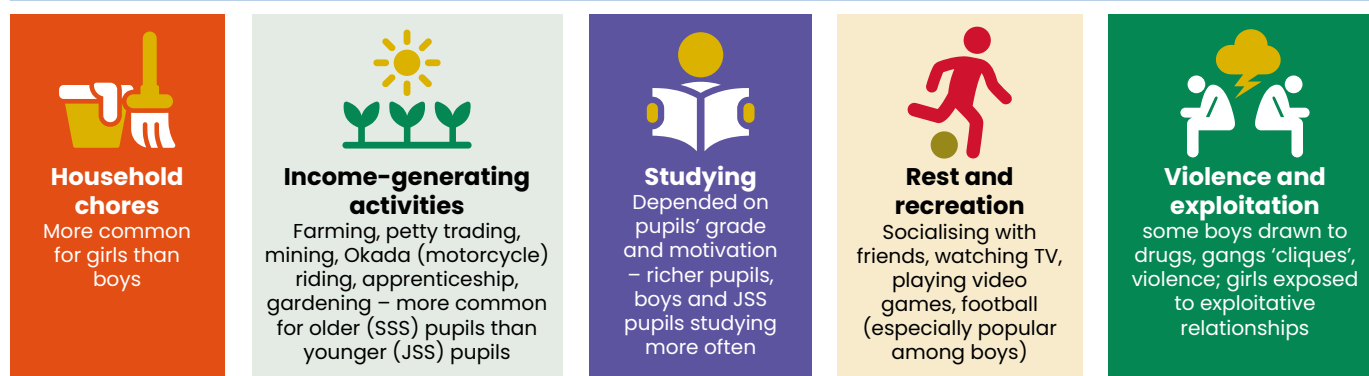 Household
chores
More common
for girls than
boys
Income-generating
activities
Farming, petty trading,
mining, Okada (motorcycle)
riding, apprenticeship,
gardening – more common
for older (SSS) pupils than
younger (JSS) pupils
Studying
Depended on
pupils’ grade
and motivation
– richer pupils,
boys and JSS
pupils studying
more often
Rest and
recreation
Socialising with
friends, watching TV,
playing video
games, football
(especially popular
among boys)
Violence and
exploitation
some boys drawn to
drugs, gangs ‘cliques’,
violence; girls exposed
to exploitative
relationships